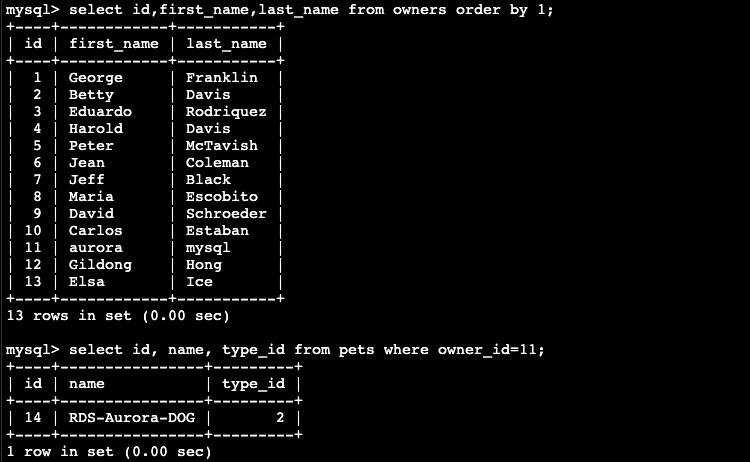 mysql> select id,first_name,last_name from owners order by 1;
+----+------------+-----------+
| id | first_name | last_name |
+----+------------+-----------+
|  1 | George     | Franklin  |
|  2 | Betty      | Davis     |
|  3 | Eduardo    | Rodriquez |
|  4 | Harold     | Davis     |
|  5 | Peter      | McTavish  |
|  6 | Jean       | Coleman   |
|  7 | Jeff       | Black     |
|  8 | Maria      | Escobito  |
|  9 | David      | Schroeder |
| 10 | Carlos     | Estaban   |
| 11 | aurora     | mysql     |
| 12 | Gildong    | Hong      |
| 13 | Elsa       | Ice       |
+----+------------+-----------+
13 rows in set (0.00 sec)

mysql> select id, name, type_id from pets where owner_id=11;
+----+----------------+---------+
| id | name           | type_id |
+----+----------------+---------+
| 14 | RDS-Aurora-DOG |       2 |
+----+----------------+---------+
1 row in set (0.00 sec)